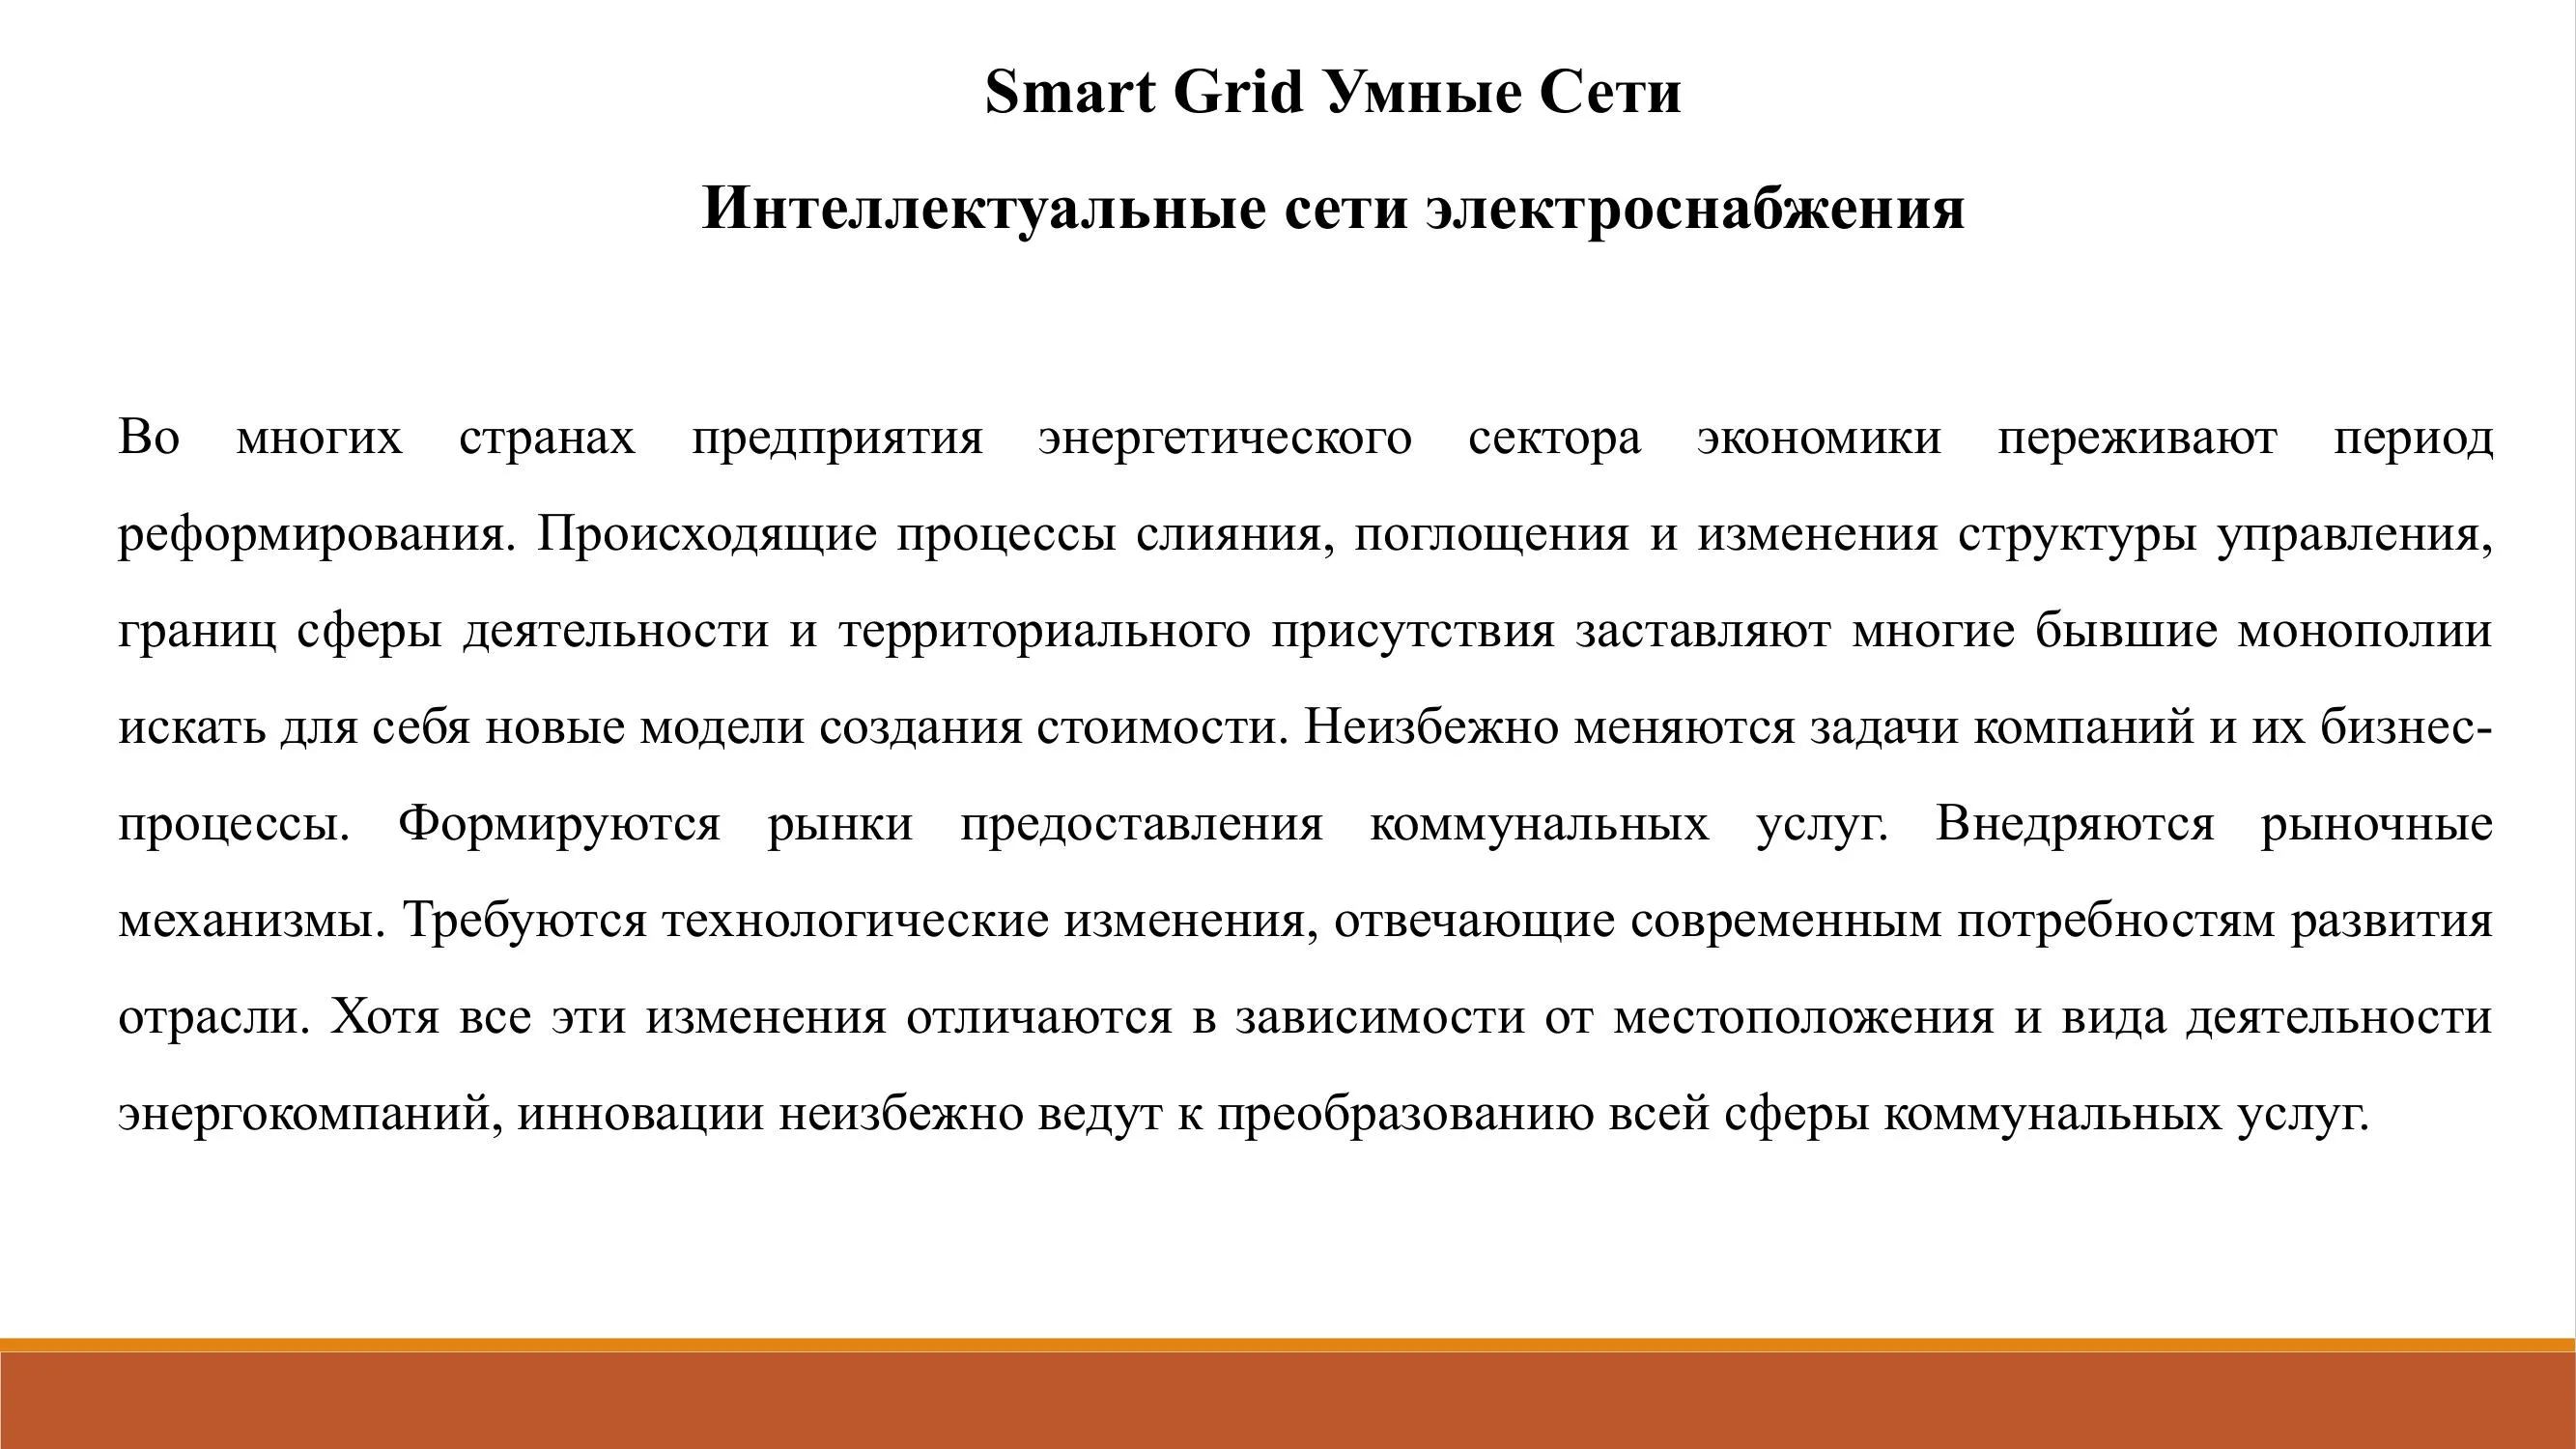 Smart Grid Умные Сети
Интеллектуальные сети электроснабжения
Во многих странах предприятия энергетического сектора экономики переживают период
реформирования. Происходящие процессы слияния, поглощения и изменения структуры управления,
границ сферы деятельности и территориального присутствия заставляют многие бывшие монополии
искать для себя новые модели создания стоимости. Неизбежно меняются задачи компаний и их бизнес-
процессы. Формируются рынки предоставления коммунальных услуг. Внедряются рыночные
механизмы. Требуются технологические изменения, отвечающие современным потребностям развития
отрасли. Хотя все эти изменения отличаются в зависимости от местоположения и вида деятельности
энергокомпаний, инновации неизбежно ведут к преобразованию всей сферы коммунальных услуг.